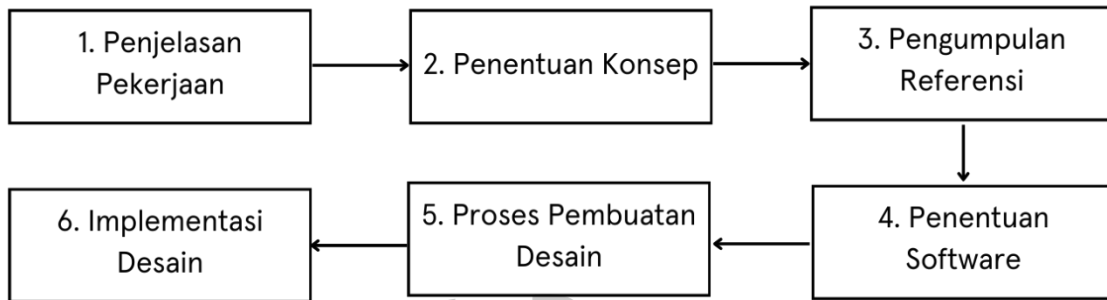 1. Penjelasan
Pekerjaan
2. Penentuan Konsep
3. Pengumpulan
Referensi
4. Penentuan
Software
5. Proses Pembuatan
Desain
6. Implementasi
Desain